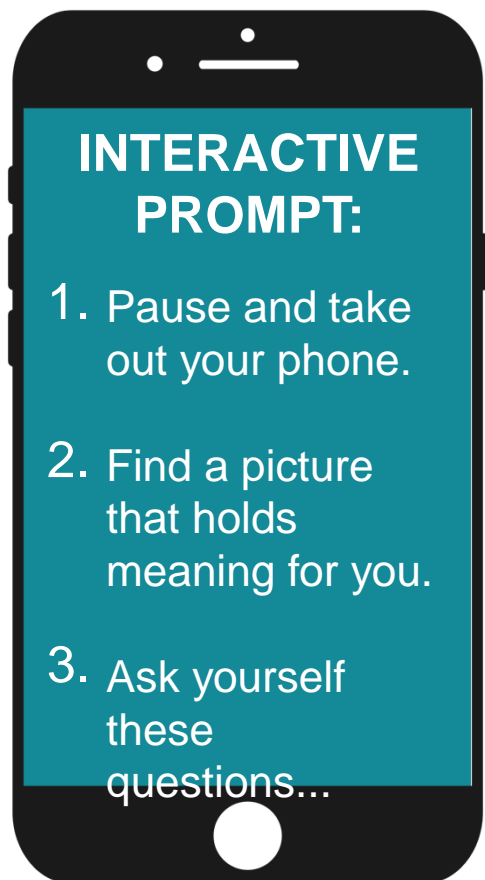 INTERACTIVE
PROMPT:
1. Pause and take
out your phone.
2. Find a picture
that holds
meaning for you.
3. Ask yourself
these
questions...